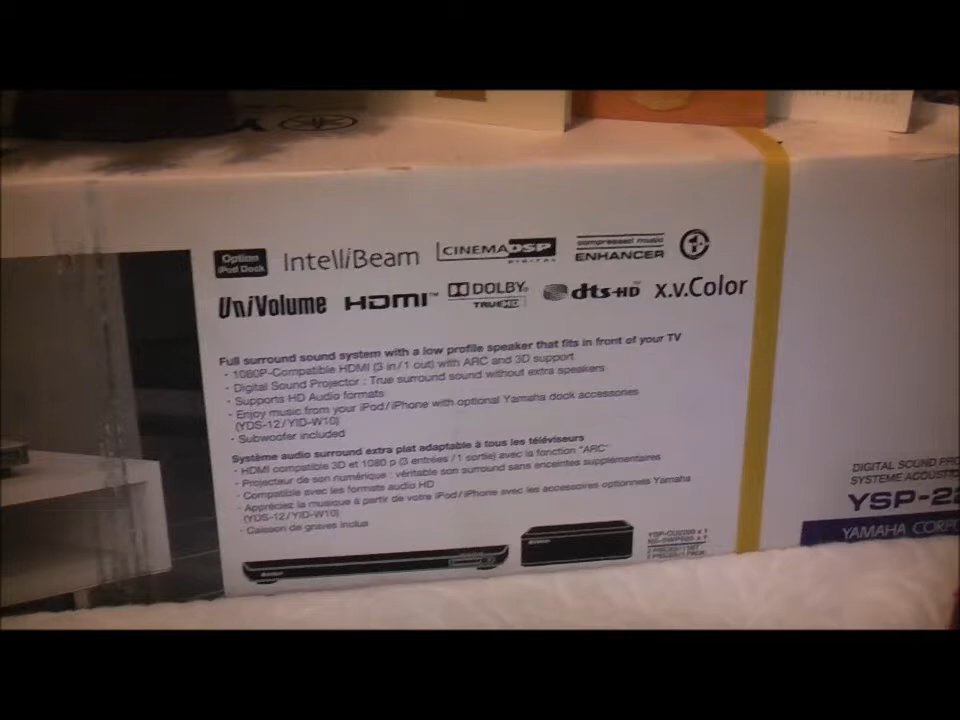 Option
iPod Dock
IntelliBeam
CINEMA DSP
DIGITAL
compressed music
ENHANCER
UniVolume
HDMI™
DOLBY
TRUEHD
dts-HD
x.v.Color
Full surround sound system with a low profile speaker that fits in front of your TV
· 1080P-Compatible HDMI (3 in/1 out) with ARC and 3D support
· Digital Sound Projector : True surround sound without extra speakers
· Supports HD Audio formats
· Enjoy music from your iPod/iPhone with optional Yamaha dock accessories
(YDS-12/YID-W10)
· Subwoofer included
Système audio surround extra plat adaptable à tous les téléviseurs
· HDMI compatible 3D et 1080 p (3 entrées/1 sortie) avec la fonction "ARC"
· Projecteur de son numérique : véritable son surround sans enceintes supplémentaires
· Compatible avec les formats audio HD
· Appréciez la musique à partir de votre iPod/iPhone avec les accessoires optionnels Yamaha
(YDS-12/YID-W10)
· Caisson de graves inclus
DIGITAL SOUND PRO
SYSTEME ACOUSTI
YSP-22
YAMAHA CORPO